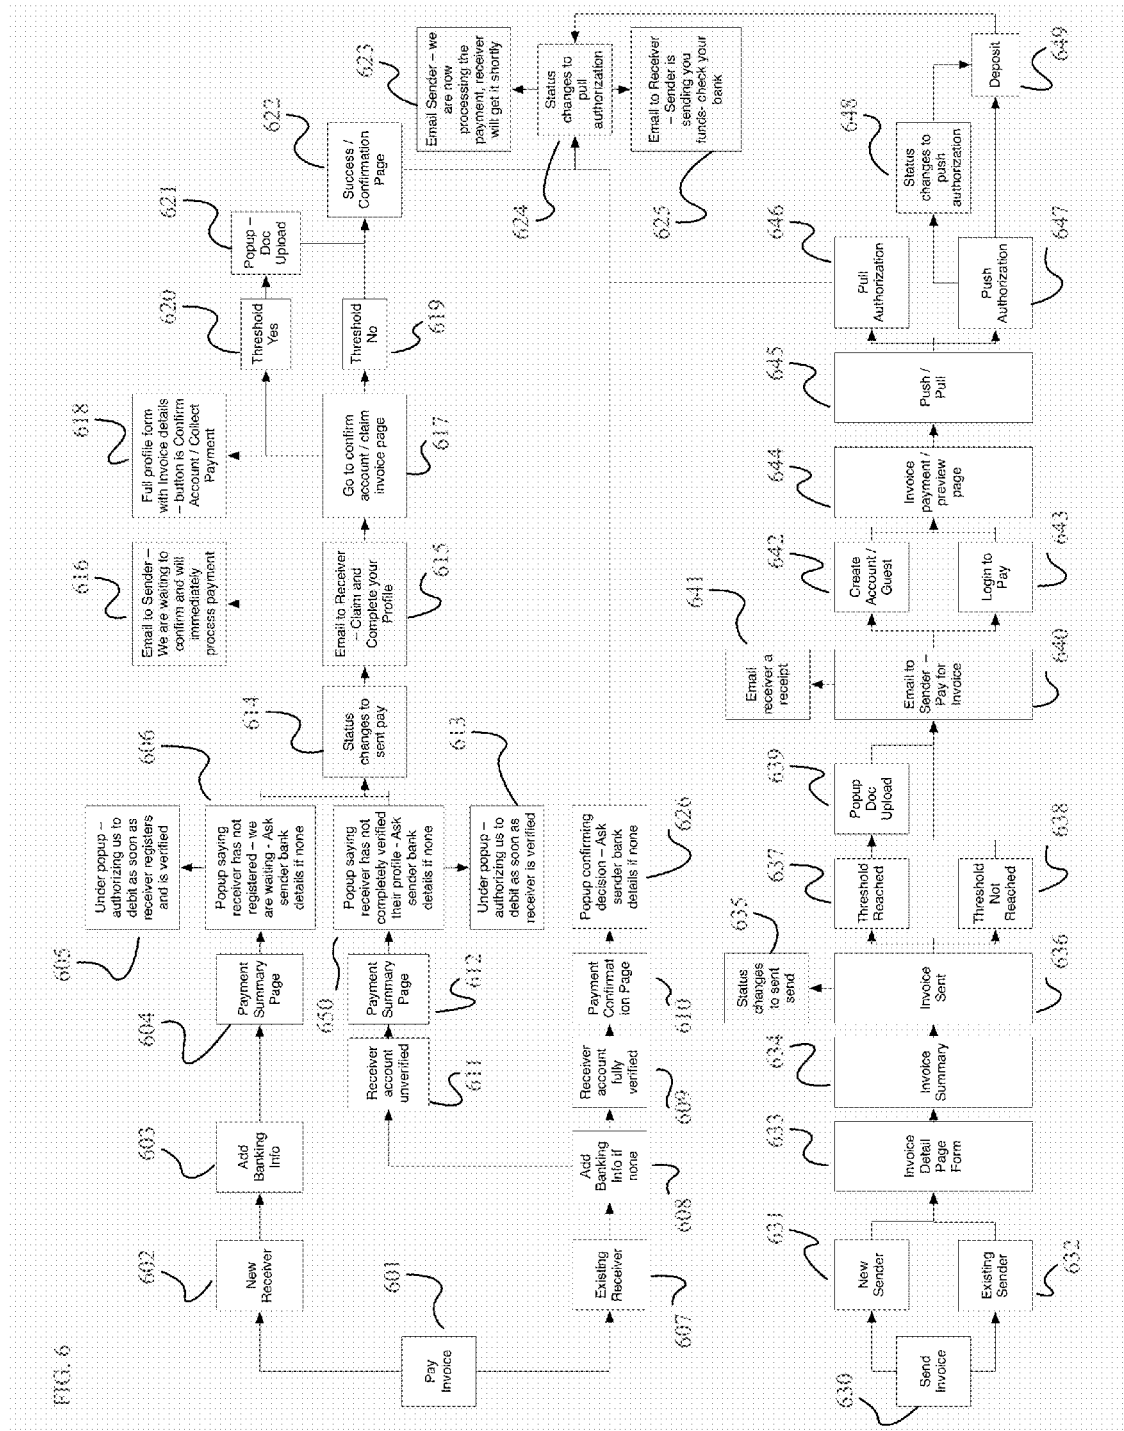 FIG. 6
601
Pay
Invoice
602
New
Receiver
603
Add
Banking
Info
604
Payment
Summary
Page
605
Under popup –
authorizing us to
debit as soon as
receiver registers
and is verified
606
Popup saying
receiver has not
registered – we
are waiting - Ask
sender bank
details if none
607
Existing
Receiver
608
Add
Banking
Info if
none
609
Receiver
account
fully
verified
610
Payment
Confirmat
ion Page
611
Receiver
account
unverified
612
Payment
Summary
Page
650
Popup saying
receiver has not
completely verified
their profile - Ask
sender bank
details if none
613
Under popup –
authorizing us to
debit as soon as
receiver is verified
626
Popup confirming
decision – Ask
sender bank
details if none
614
Status
changes to
sent pay
615
Email to Receiver
– Claim and
Complete your
Profile
616
Email to Sender –
We are waiting to
confirm and will
immediately
process payment
617
Go to confirm
account / claim
invoice page
618
Full profile form
with Invoice details
– button is Confirm
Account / Collect
Payment
619
Threshold
No
620
Threshold
Yes
621
Popup –
Doc
Upload
622
Success /
Confirmation
Page
623
Email Sender – we
are now
processing the
payment, receiver
will get it shortly
624
Status
changes to
pull
authorization
625
Email to Receiver
– Sender is
sending you
funds- check your
bank
630
Send
Invoice
631
New
Sender
632
Existing
Sender
633
Invoice
Detail
Page
Form
634
Invoice
Summary
635
Status
changes
to sent
send
636
Invoice
Sent
637
Threshold
Reached
638
Threshold
Not
Reached
639
Popup
Doc
Upload
640
Email to
Sender –
Pay for
Invoice
641
Email
receiver a
receipt
642
Create
Account /
Guest
643
Login to
Pay
644
Invoice
payment /
preview
page
645
Push /
Pull
646
Pull
Authorization
647
Push
Authorization
648
Status
changes to
push
authorization
649
Deposit